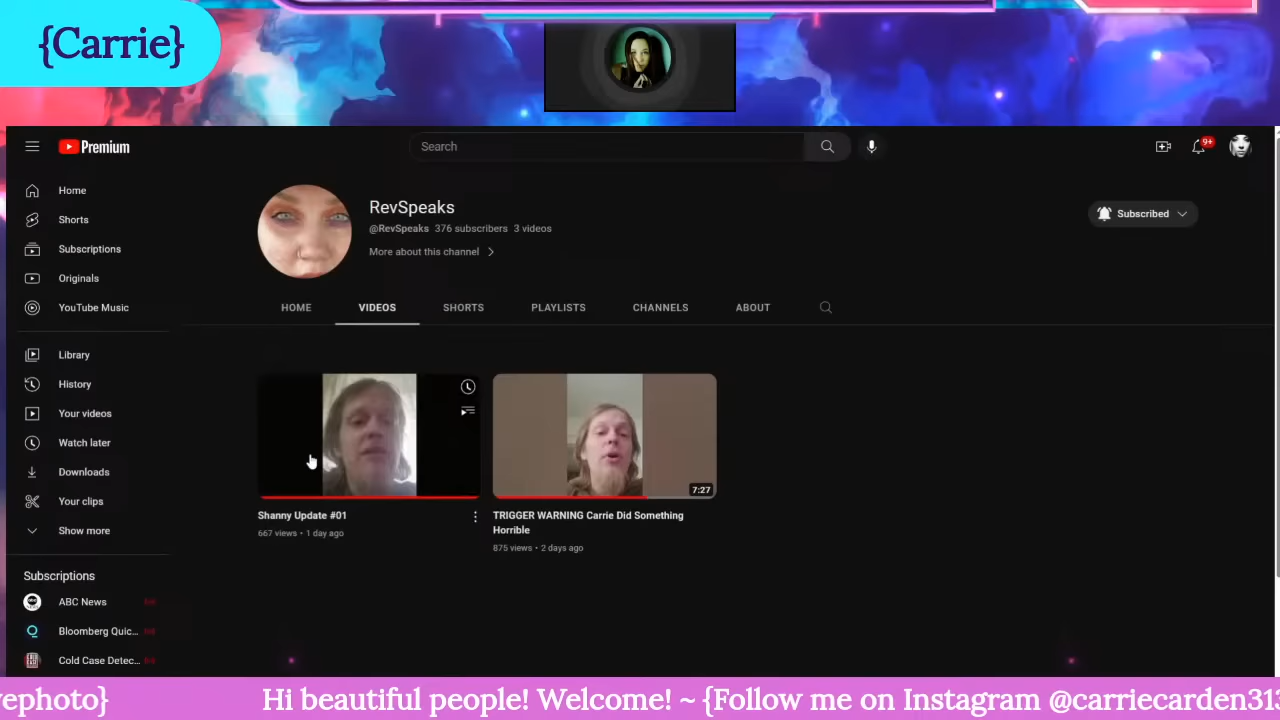 {Carrie}
Premium
Search
9+
Home
Shorts
Subscriptions
Originals
YouTube Music
Library
History
Your videos
Watch later
Downloads
Your clips
Show more
Subscriptions
ABC News
Bloomberg Quic...
Cold Case Detec...
RevSpeaks
@RevSpeaks 376 subscribers 3 videos
More about this channel
Subscribed
HOME VIDEOS SHORTS PLAYLISTS CHANNELS ABOUT
Shanny Update #01
667 views • 1 day ago
7:27
TRIGGER WARNING Carrie Did Something
Horrible
875 views • 2 days ago
vephoto} Hi beautiful people! Welcome! ~ {Follow me on Instagram @carriecarden313